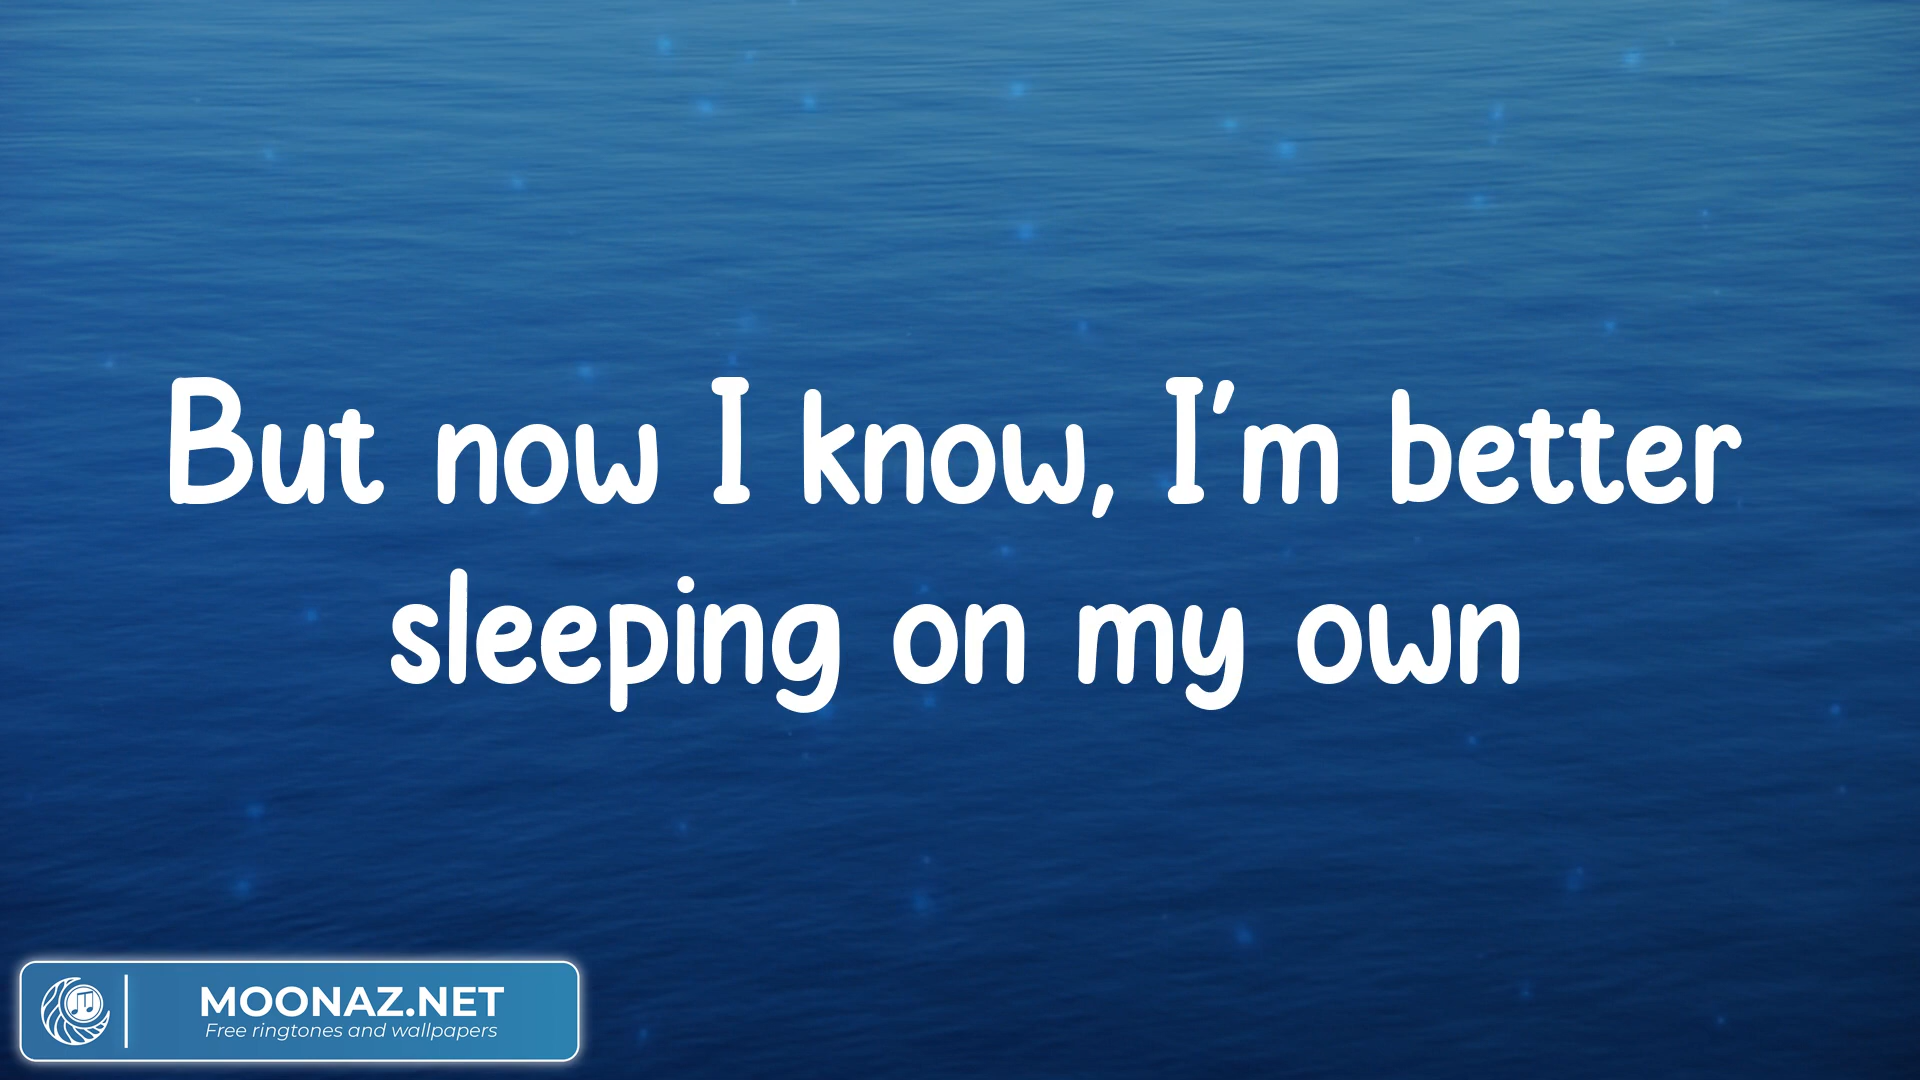 But now I know, I'm better
sleeping on my own
MOONAZ.NET
Free ringtones and wallpapers